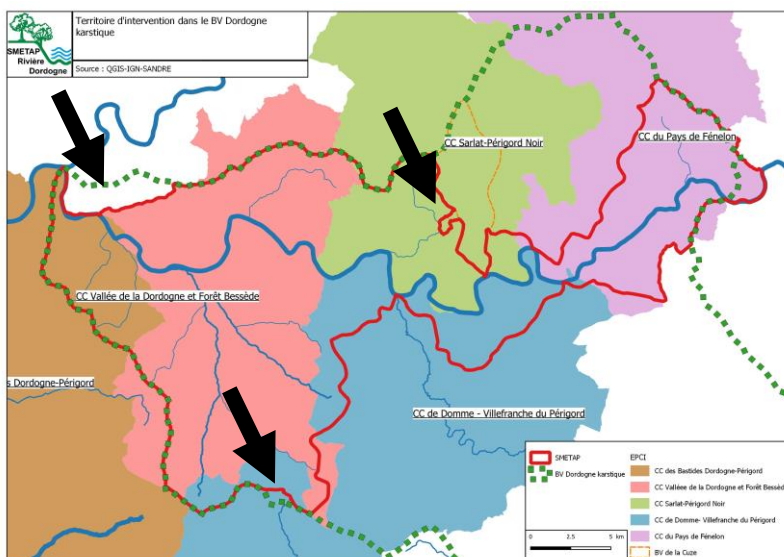 SMETAP
Rivière
Dordogne
Territoire d'intervention dans le BV Dordogne
karstique
Source : QGIS-IGN-SANDRE
CC Sarlat-Périgord Noir
CC du Pays de Fénelon
CC Vallée de la Dordogne et Forêt Bessède
s Dordogne-Périgord
CC de Domme - Villefranche du Périgord
SMETAP
BV Dordogne karstique
0 2.5 5 km
EPCI
CC des Bastides Dordogne-Périgord
CC Valléee de la Dordogne et Forêt Bessèd
CC Sarlat-Périgord Noir
CC de Domme- Villefranche du Périgord
CC du Pays de Fénelon
BV de la Cuze